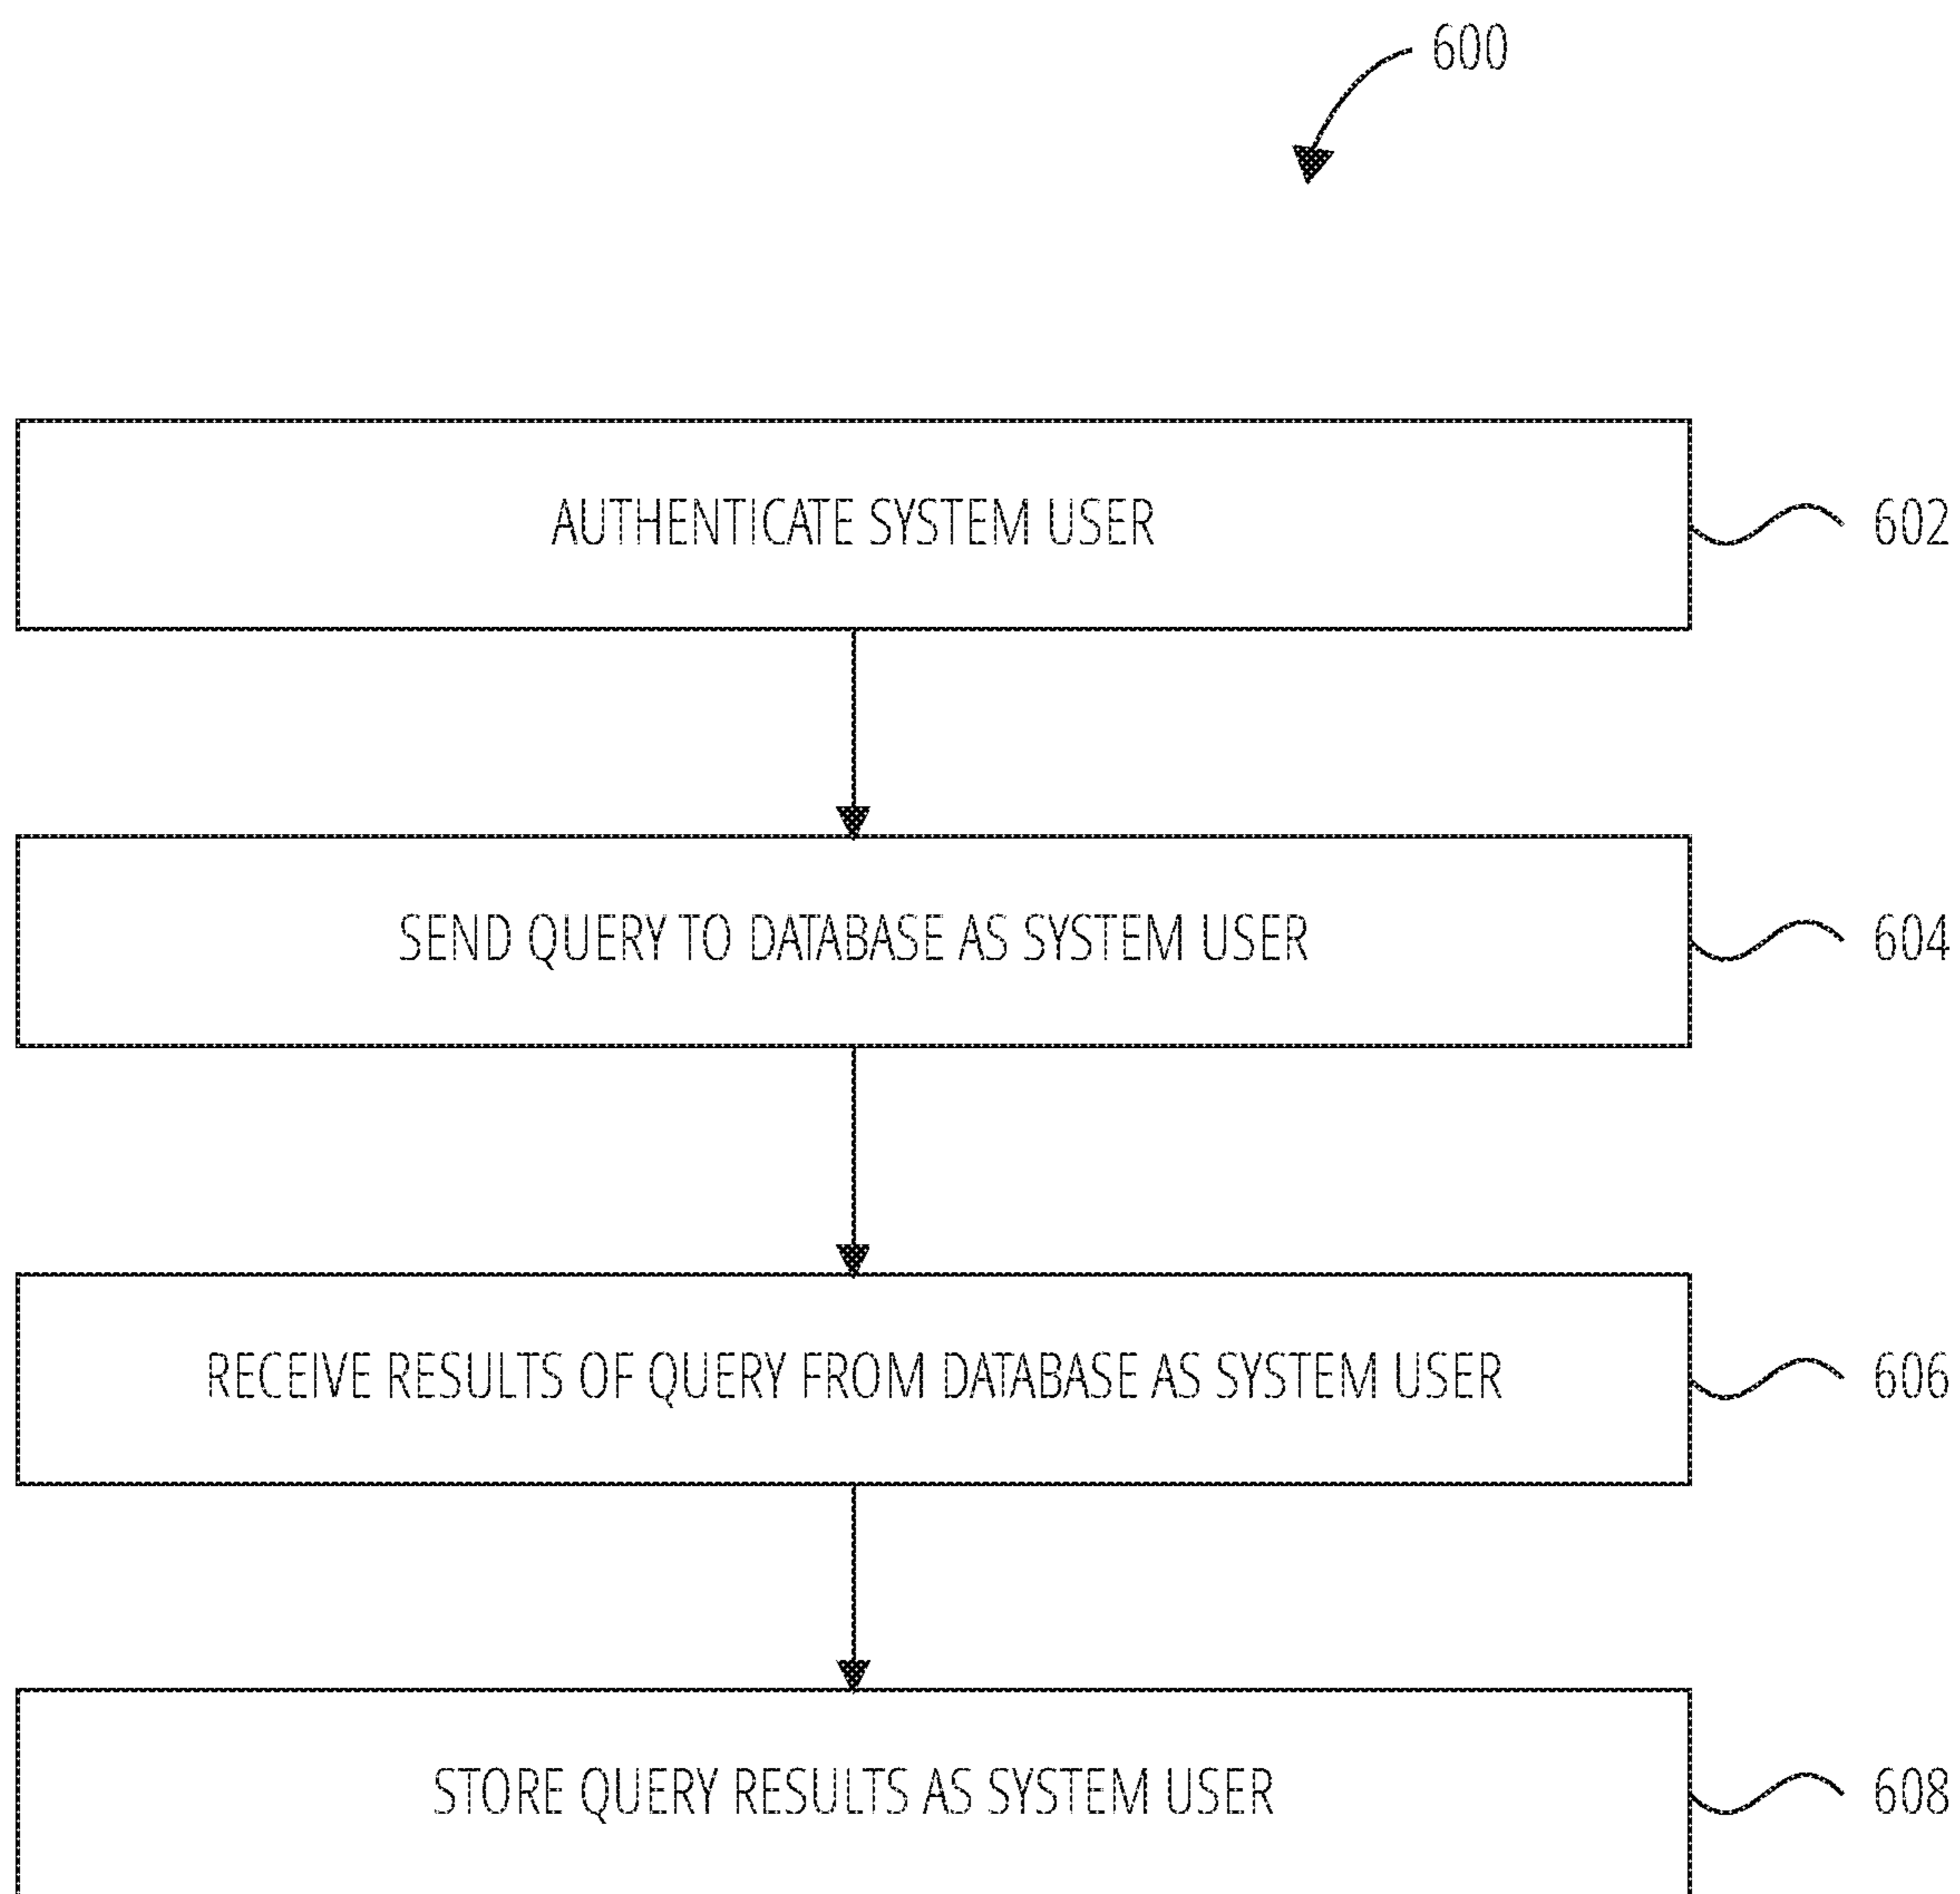 600
AUTHENTICATE SYSTEM USER
602
SEND QUERY TO DATABASE AS SYSTEM USER
604
RECEIVE RESULTS OF QUERY FROM DATABASE AS SYSTEM USER
606
STORE QUERY RESULTS AS SYSTEM USER
608